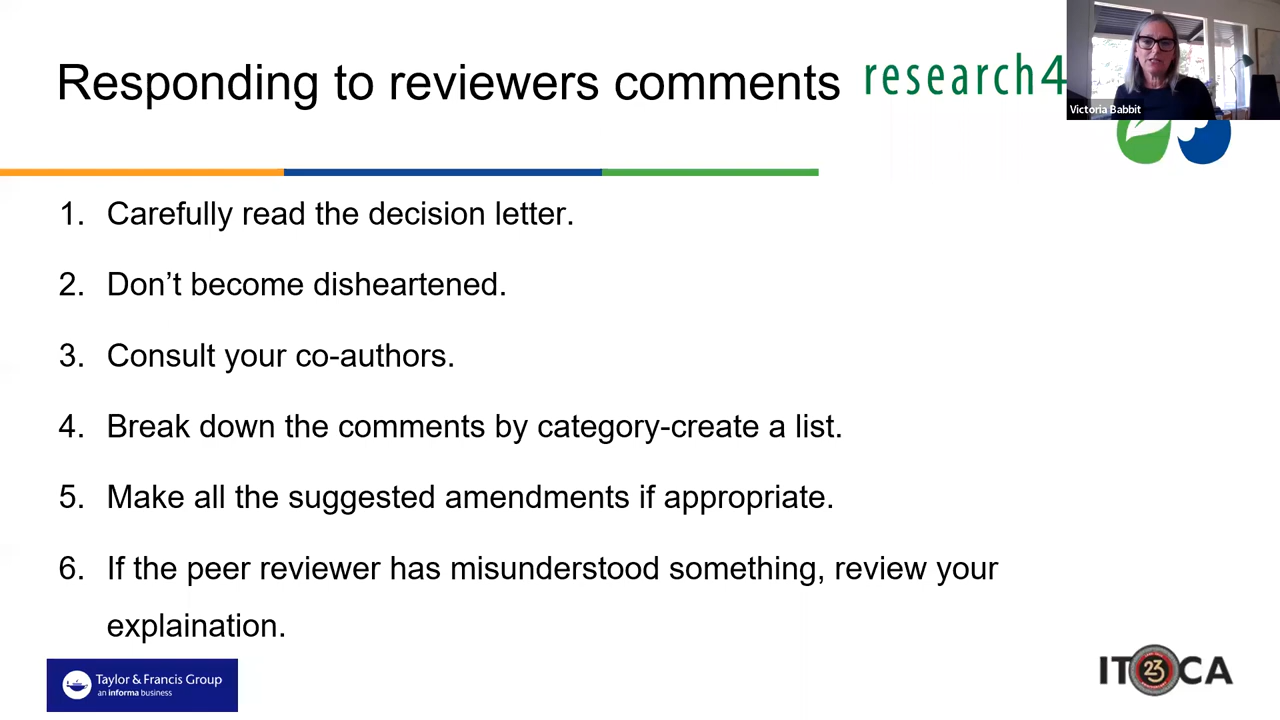 Responding to reviewers comments
research4
Victoria Babbit
1. Carefully read the decision letter.
2. Don’t become disheartened.
3. Consult your co-authors.
4. Break down the comments by category-create a list.
5. Make all the suggested amendments if appropriate.
6. If the peer reviewer has misunderstood something, review your
explaination.
Taylor & Francis Group
an informa business
ITOCA
23